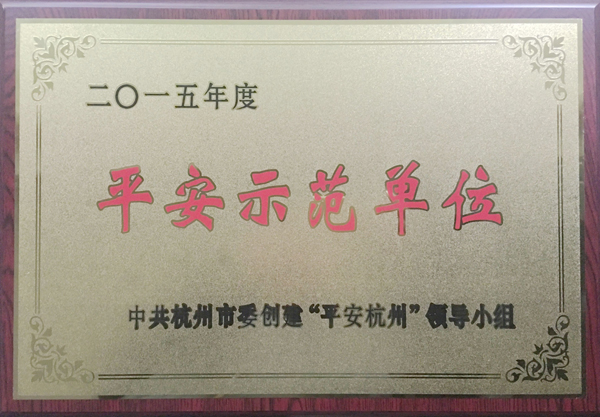 二〇一五年度
平安示范单位
中共杭州市委创建“平安杭州”领导小组